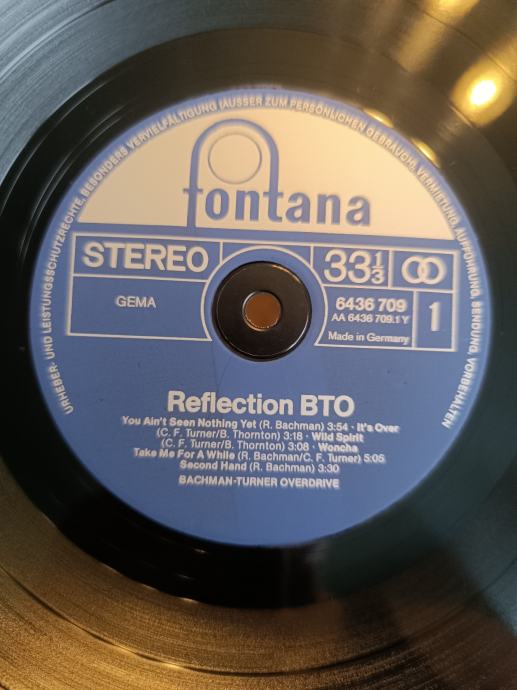 URHEBER- UND LEISTUNGSSCHUTZRECHTE, BESONDERS VERVIELFÄLTIGUNG (AUSSER ZUM PERSÖNLICHEN GEBRAUCH), VERMIETUNG, AUFFÜHRUNG, SENDUNG, VORBEHALTEN
fontana
STEREO
33 1/3
GEMA
6436 709
AA 6436 709.1 Y
1
Made in Germany
Reflection BTO
You Ain't Seen Nothing Yet (R. Bachman) 3:54 · It's Over
(C. F. Turner/B. Thornton) 3:18 · Wild Spirit
(C. F. Turner/B. Thornton) 3:08 · Woncha
Take Me For A While (R. Bachman/C. F. Turner) 5:05
Second Hand (R. Bachman) 3:30
BACHMAN-TURNER OVERDRIVE